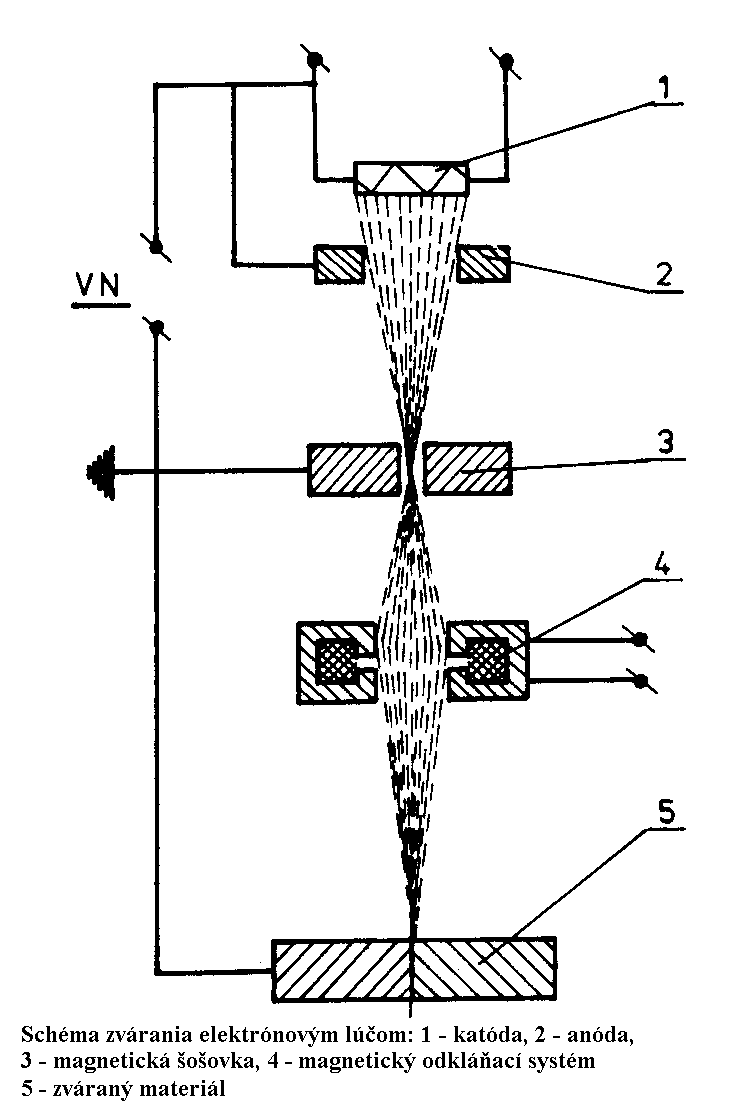 1
2
VN
3
4
5
Schéma zvárania elektrónovým lúčom: 1 - katóda, 2 - anóda,
3 - magnetická šošovka, 4 - magnetický odkláňací systém
5 - zváraný materiál